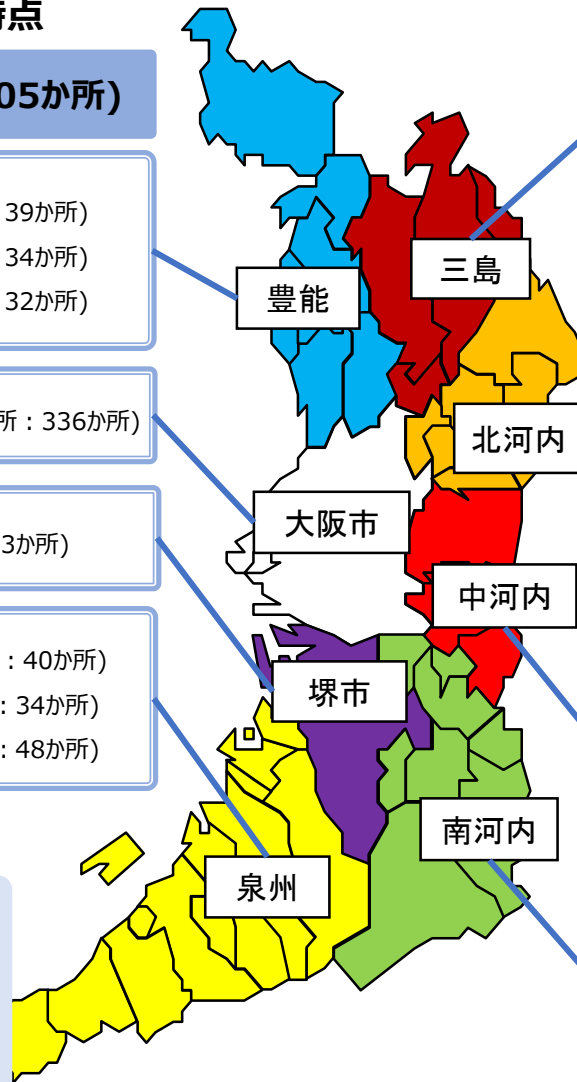 時点
05か所)
39か所)
34か所)
32か所)
所：336か所)
3か所)
：40か所)
：34か所)
：48か所)
三島
豊能
北河内
大阪市
中河内
堺市
南河内
泉州